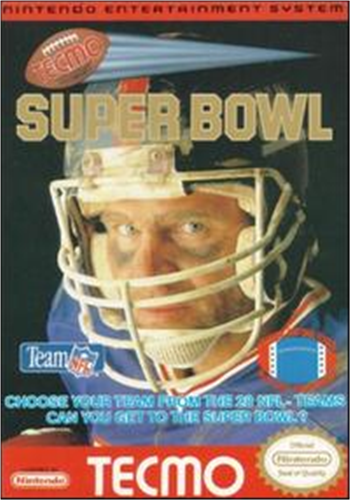 NINTENDO ENTERTAINMENT SYSTEM
TECMO
SUPER BOWL
Team NFL
CHOOSE YOUR TEAM FROM THE 28 NFL-TEAMS
CAN YOU GET TO THE SUPER BOWL?
Nintendo
TECMO
Official
Nintendo
Seal of Quality